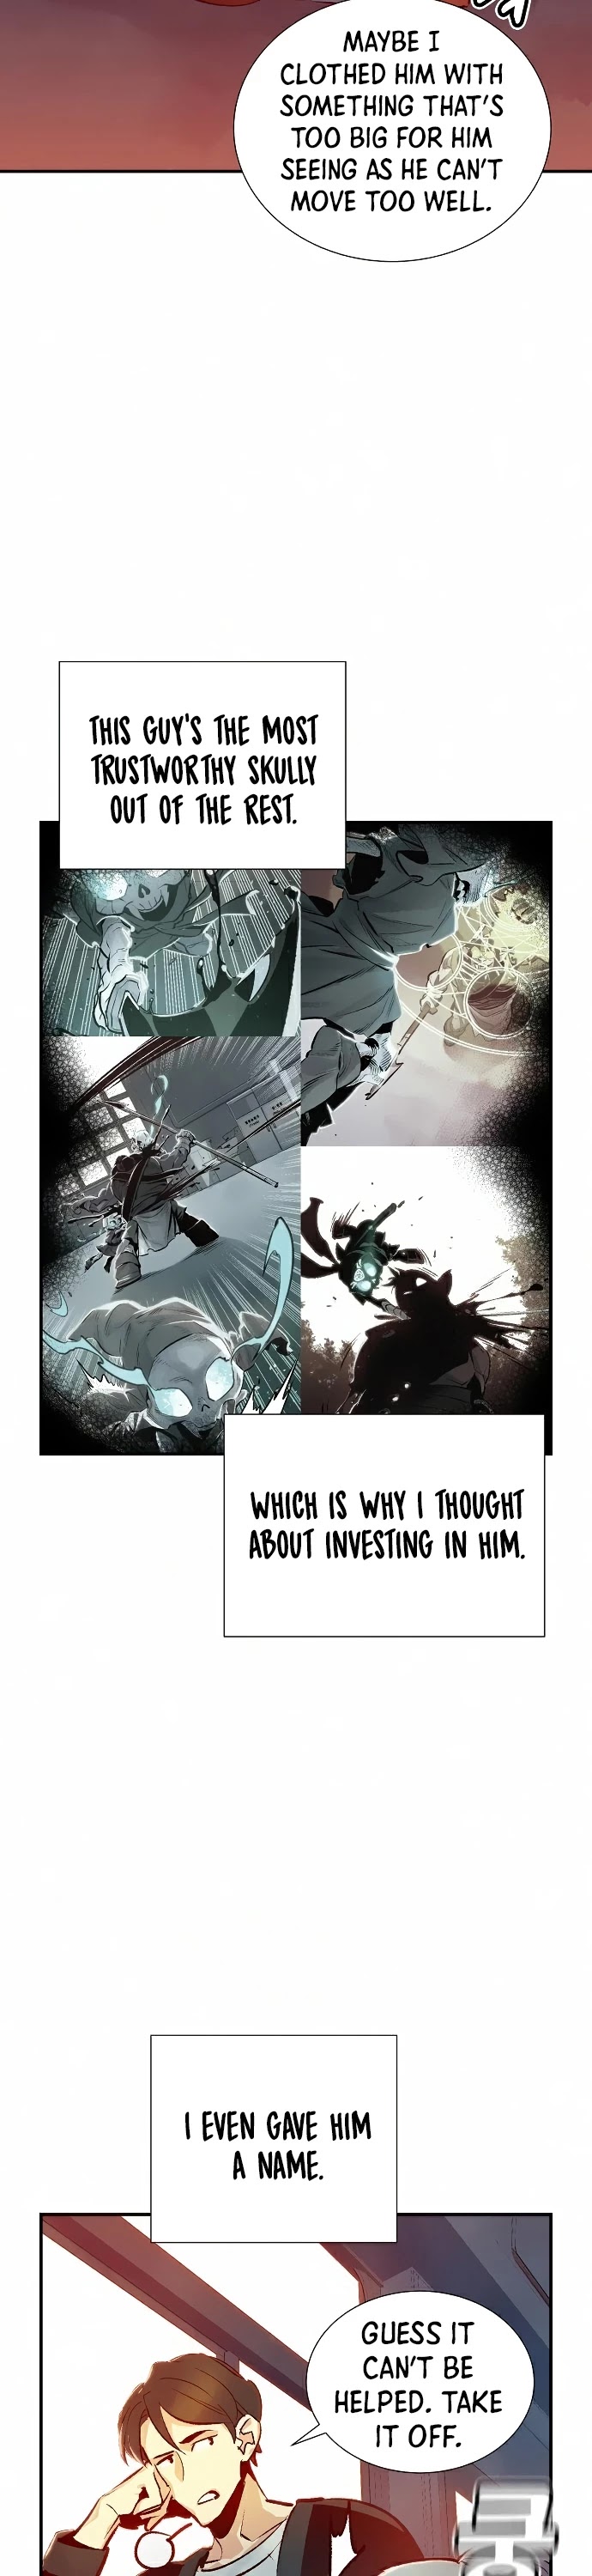 MAYBE I
CLOTHED HIM WITH
SOMETHING THAT'S
TOO BIG FOR HIM
SEEING AS HE CAN'T
MOVE TOO WELL.
THIS GUY'S THE MOST
TRUSTWORTHY SKULLY
OUT OF THE REST.
WHICH IS WHY I THOUGHT
ABOUT INVESTING IN HIM.
I EVEN GAVE HIM
A NAME.
GUESS IT
CAN'T BE
HELPED. TAKE
IT OFF.